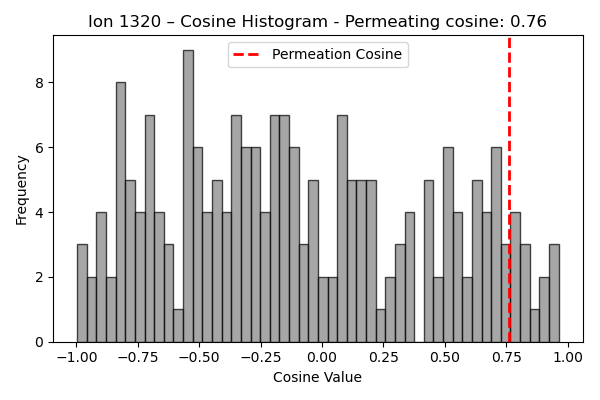 Ion 1320 – Cosine Histogram - Permeating cosine: 0.76
Permeation Cosine
Frequency
8
6
4
2
0
−1.00 −0.75 −0.50 −0.25 0.00 0.25 0.50 0.75 1.00
Cosine Value